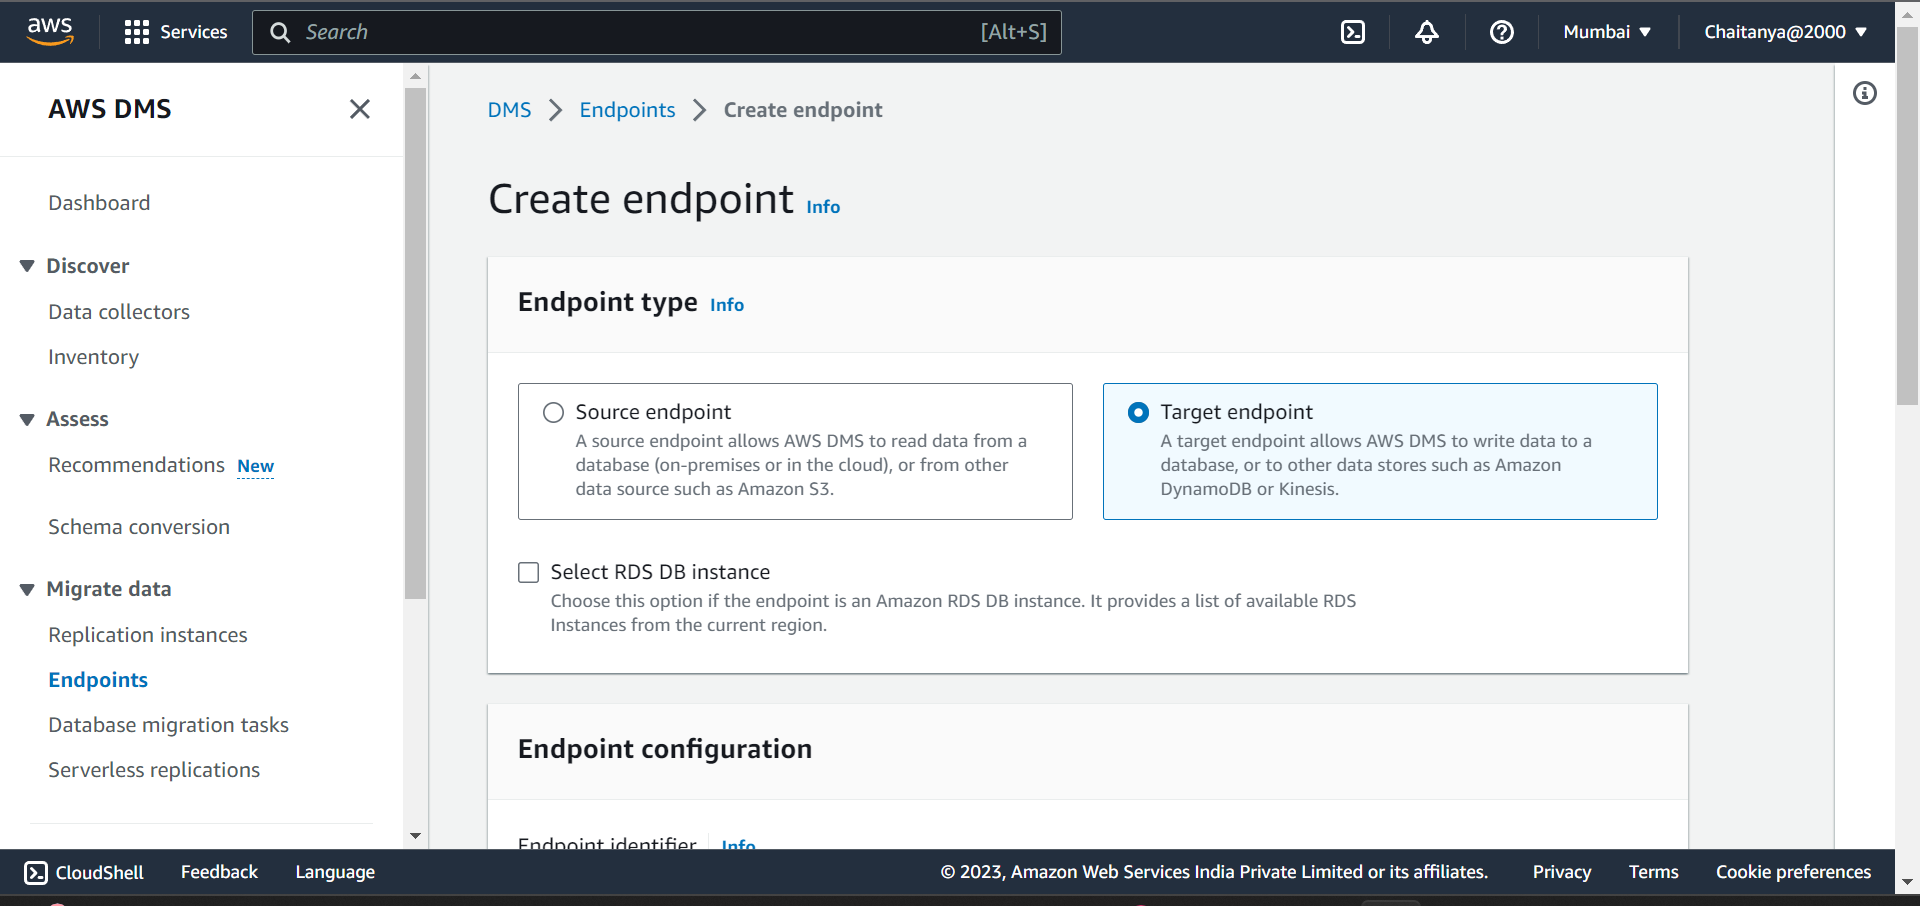 aws
Services
Search
[Alt+S]
Mumbai
Chaitanya@2000
AWS DMS
Dashboard
Discover
Data collectors
Inventory
Assess
Recommendations New
Schema conversion
Migrate data
Replication instances
Endpoints
Database migration tasks
Serverless replications
DMS
Endpoints
Create endpoint
Create endpoint Info
Endpoint type Info
Source endpoint
A source endpoint allows AWS DMS to read data from a
database (on-premises or in the cloud), or from other
data source such as Amazon S3.
Target endpoint
A target endpoint allows AWS DMS to write data to a
database, or to other data stores such as Amazon
DynamoDB or Kinesis.
Select RDS DB instance
Choose this option if the endpoint is an Amazon RDS DB instance. It provides a list of available RDS
Instances from the current region.
Endpoint configuration
Endpoint identifier Info
CloudShell
Feedback
Language
© 2023, Amazon Web Services India Private Limited or its affiliates.
Privacy
Terms
Cookie preferences